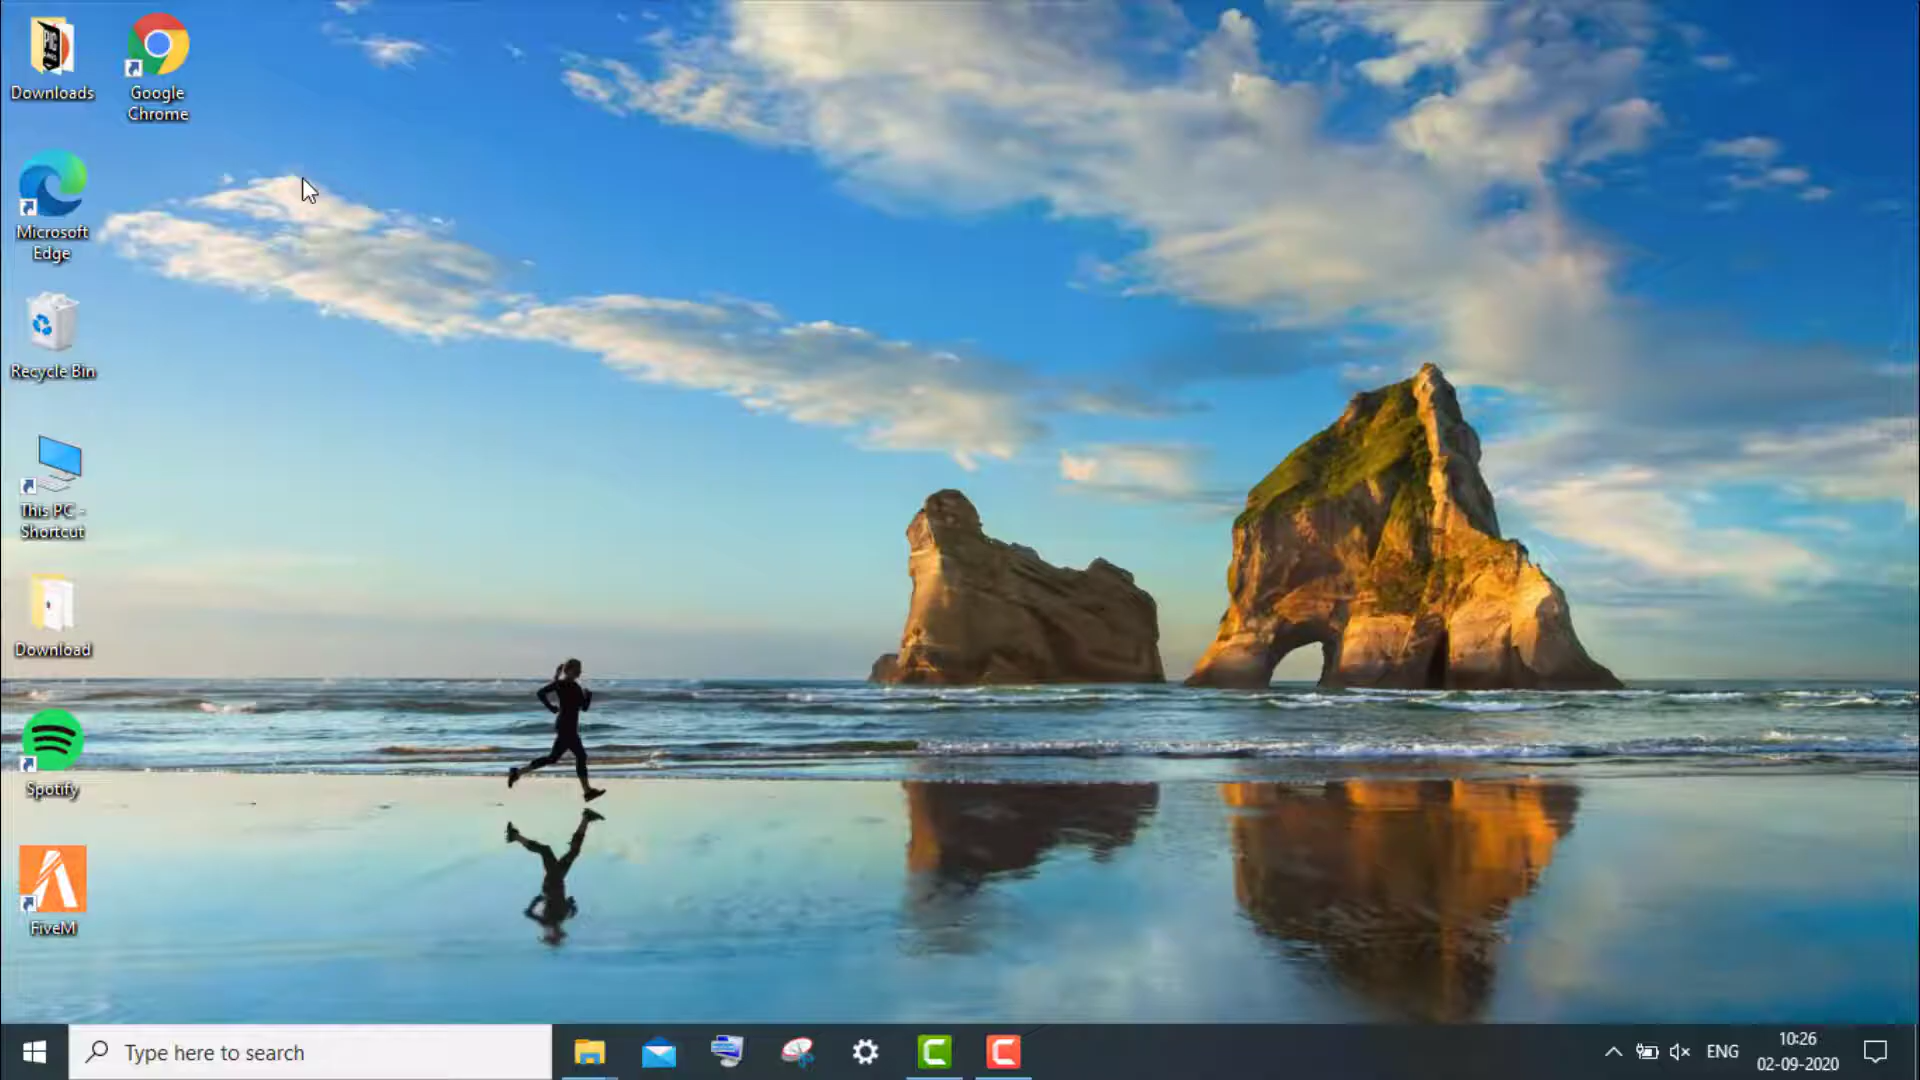 Downloads
Google
Chrome
Microsoft
Edge
Recycle Bin
This PC -
Shortcut
Download
Spotify
FiveM
Type here to search
ENG
10:26
02-09-2020